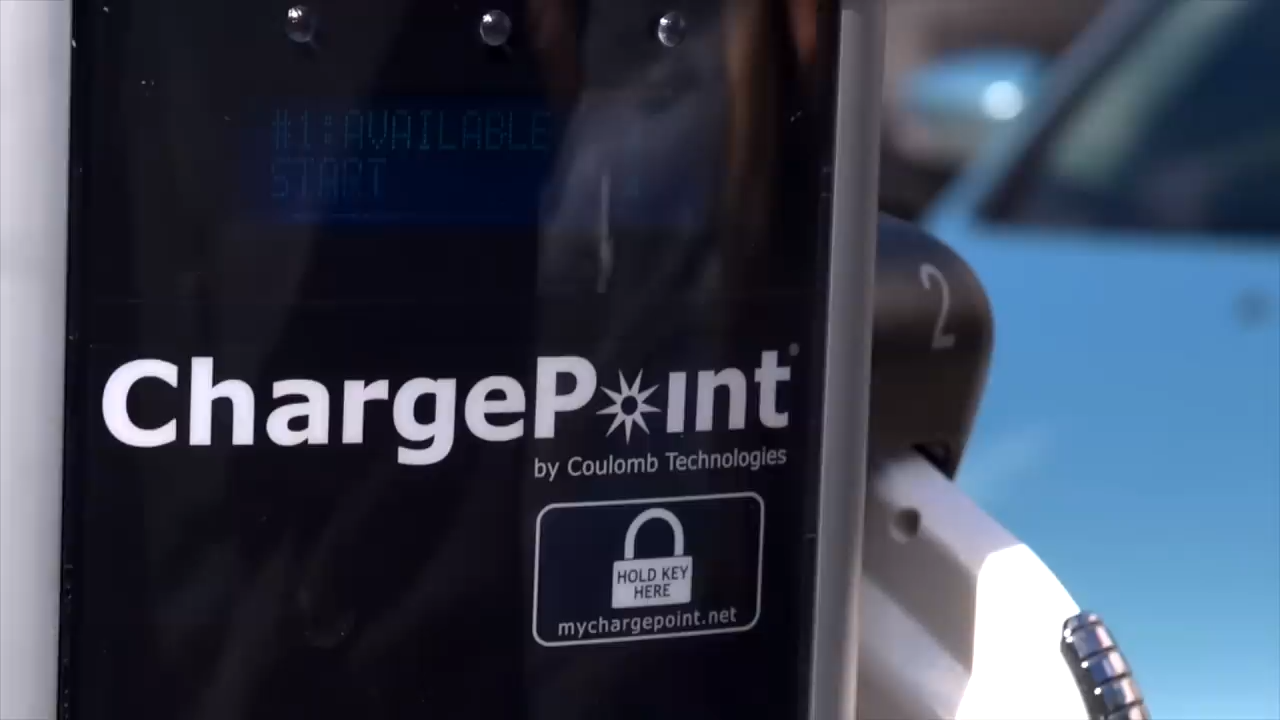 #1:AVAILABLE
START
2
ChargePoint
by Coulomb Technologies
HOLD KEY
HERE
mychargepoint.net